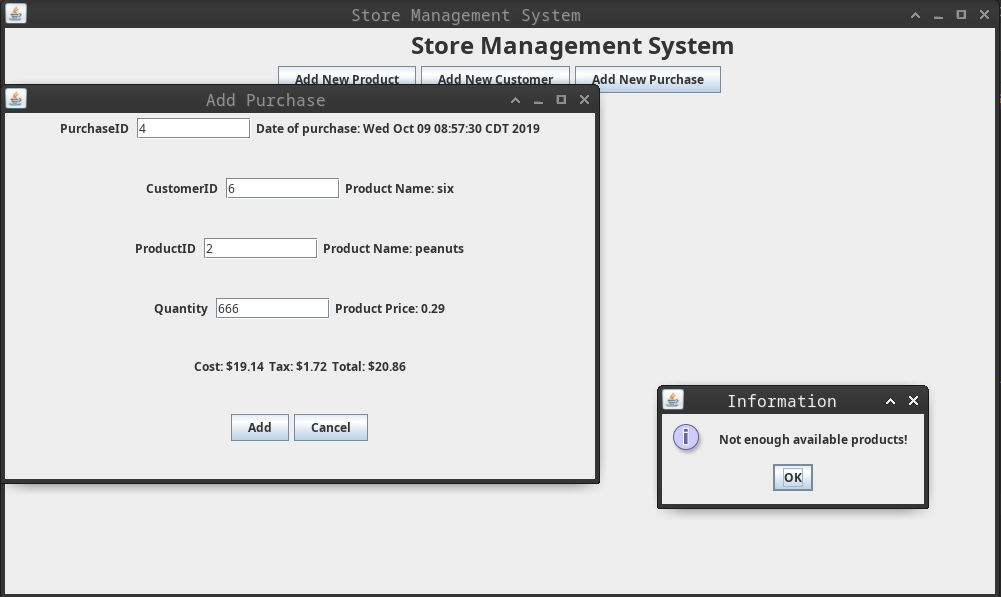 Store Management System
Store Management System
Add New Product Add New Customer Add New Purchase
Add Purchase
PurchaseID 4 Date of purchase: Wed Oct 09 08:57:30 CDT 2019
CustomerID 6 Product Name: six
ProductID 2 Product Name: peanuts
Quantity 666 Product Price: 0.29
Cost: $19.14 Tax: $1.72 Total: $20.86
Add Cancel
Information
Not enough available products!
OK